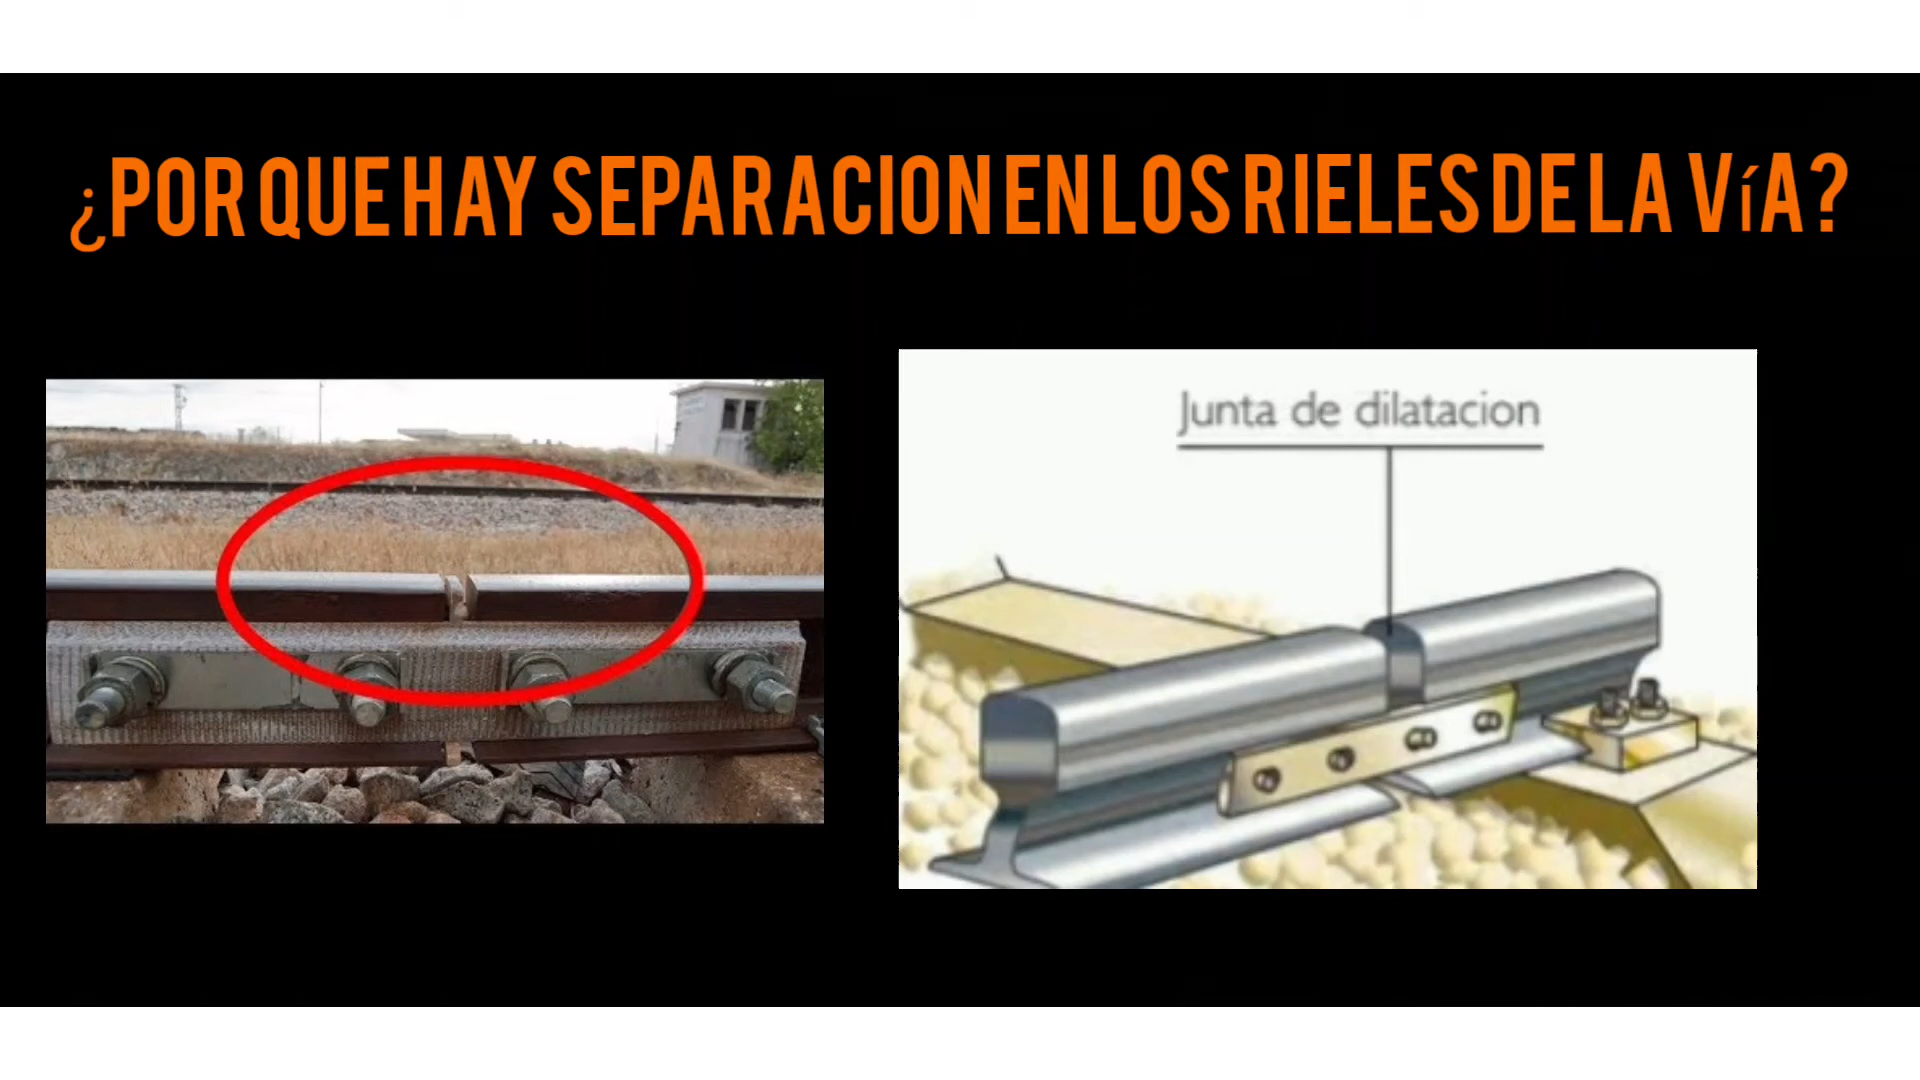 ¿POR QUE HAY SEPARACION EN LOS RIELES DE LA VíA?
Junta de dilatacion